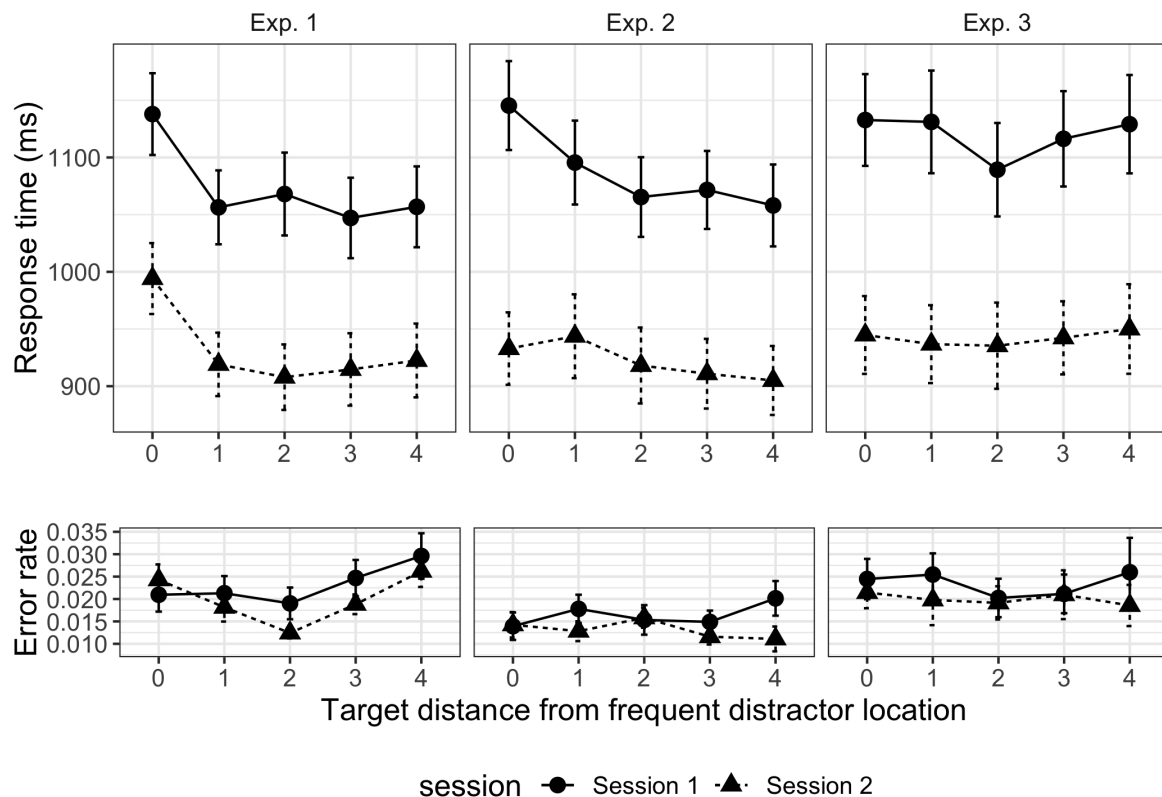 Exp. 1 Exp. 2 Exp. 3
Response time (ms)
1100
1000
900
0 1 2 3 4 0 1 2 3 4 0 1 2 3 4
Error rate
0.035
0.030
0.025
0.020
0.015
0.010
0 1 2 3 4 0 1 2 3 4 0 1 2 3 4
Target distance from frequent distractor location
session Session 1 Session 2